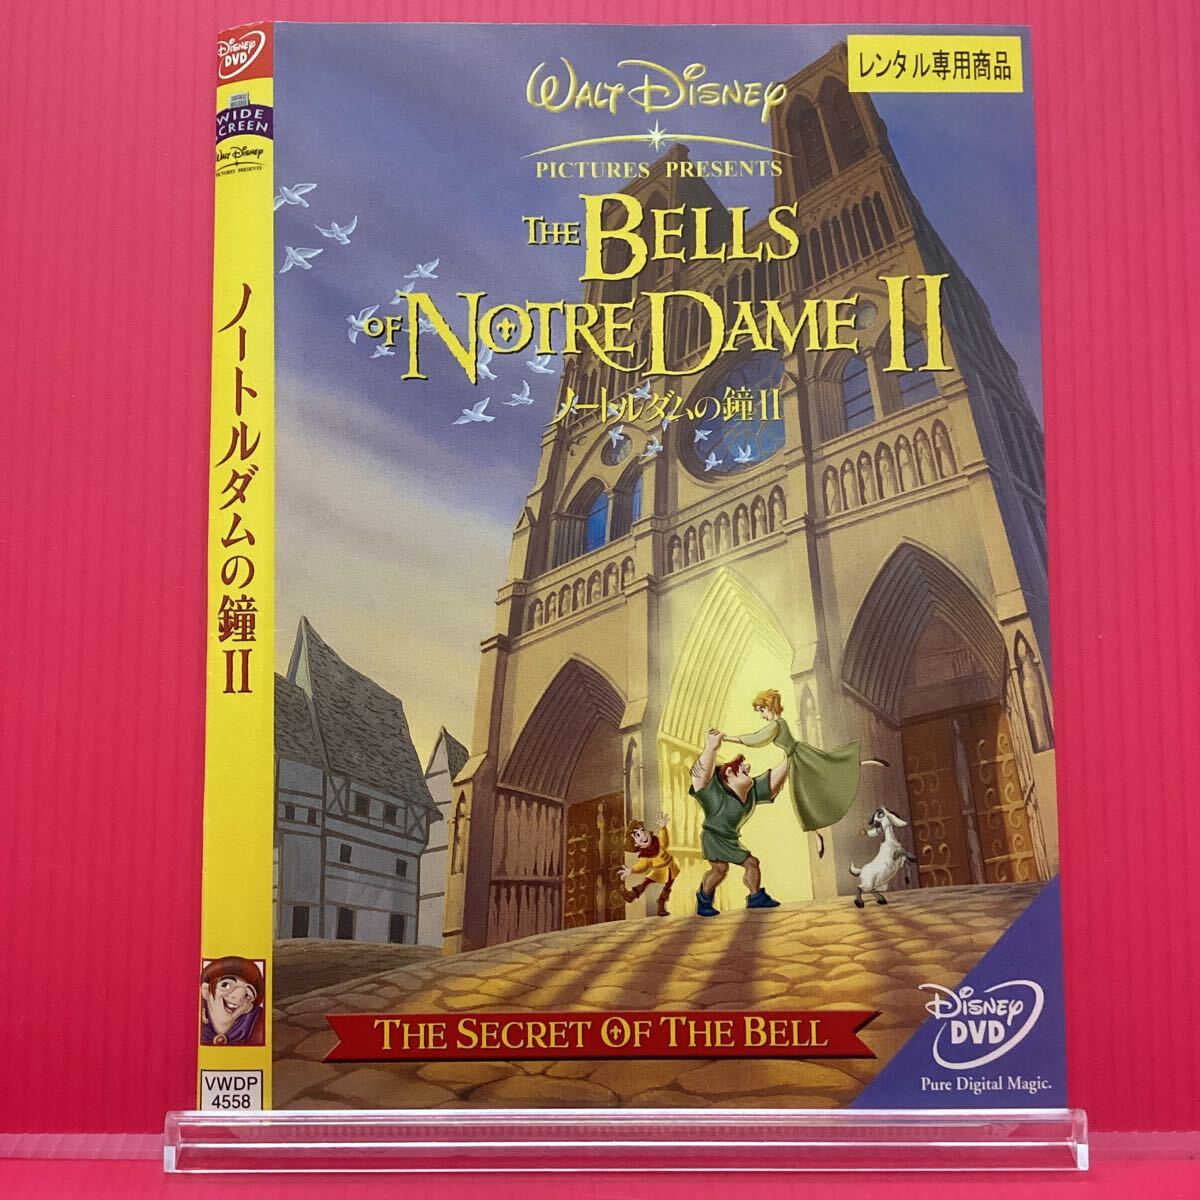 DISNEY
DVD
WIDE
SCREEN
WALT DISNEY
PICTURES PRESENTS
ノートルダムの鐘II
VWDP
4558
レンタル専用商品
WALT DISNEY
PICTURES PRESENTS
THE BELLS
OF NOTRE DAME II
ノートルダムの鐘II
THE SECRET OF THE BELL
DISNEY
DVD
Pure Digital Magic.